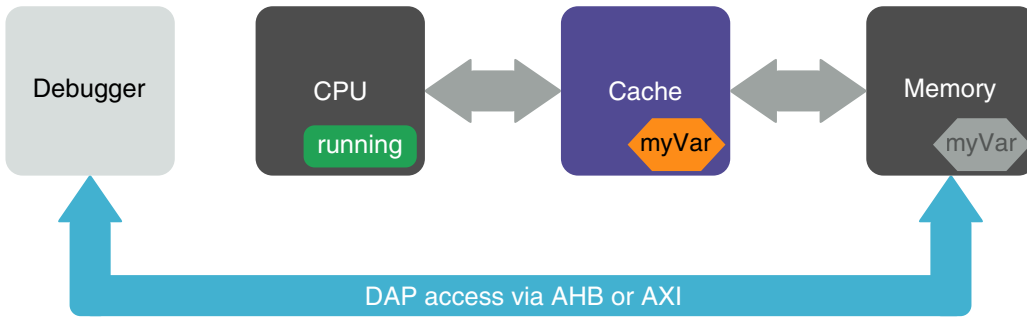 Debugger
CPU
running
Cache
myVar
Memory
myVar
DAP access via AHB or AXI